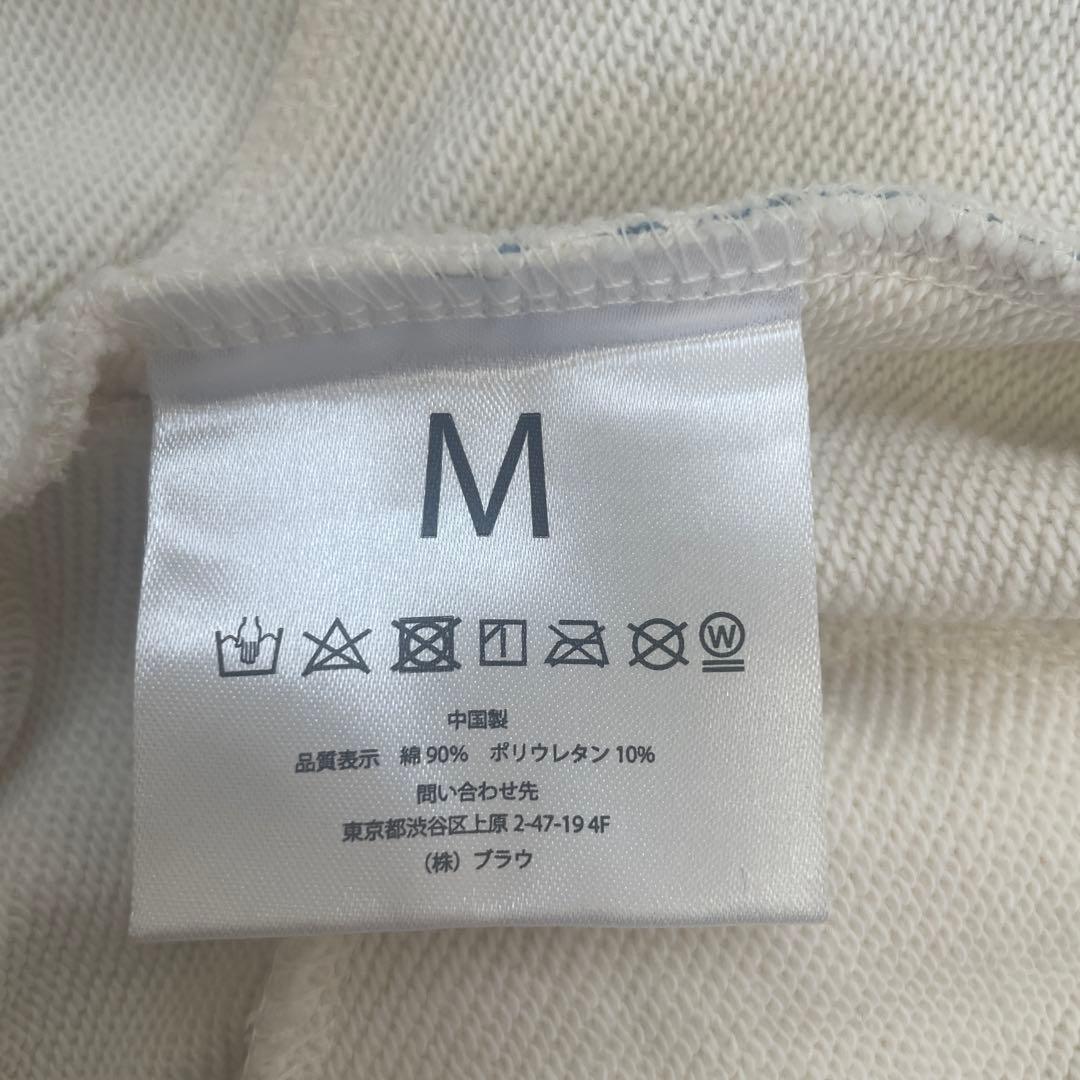 M
W
中国製
品質表示 綿 90% ポリウレタン 10%
問い合わせ先
東京都渋谷区上原 2-47-19 4F
（株）ブラウ